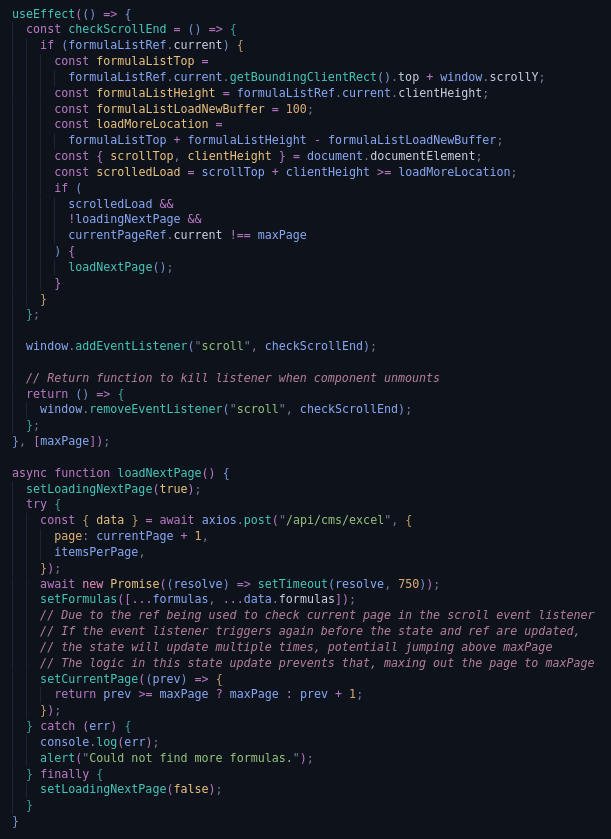 useEffect(() => {
  const checkScrollEnd = () => {
    if (formulaListRef.current) {
      const formulaListTop =
        formulaListRef.current.getBoundingClientRect().top + window.scrollY;
      const formulaListHeight = formulaListRef.current.clientHeight;
      const formulaListLoadNewBuffer = 100;
      const loadMoreLocation =
        formulaListTop + formulaListHeight - formulaListLoadNewBuffer;
      const { scrollTop, clientHeight } = document.documentElement;
      const scrolledLoad = scrollTop + clientHeight >= loadMoreLocation;
      if (
        scrolledLoad &&
        !loadingNextPage &&
        currentPageRef.current !== maxPage
      ) {
        loadNextPage();
      }
    }
  };

  window.addEventListener("scroll", checkScrollEnd);

  // Return function to kill listener when component unmounts
  return () => {
    window.removeEventListener("scroll", checkScrollEnd);
  };
}, [maxPage]);

async function loadNextPage() {
  setLoadingNextPage(true);
  try {
    const { data } = await axios.post("/api/cms/excel", {
      page: currentPage + 1,
      itemsPerPage,
    });
    await new Promise((resolve) => setTimeout(resolve, 750));
    setFormulas([...formulas, ...data.formulas]);
    // Due to the ref being used to check current page in the scroll event listener
    // If the event listener triggers again before the state and ref are updated,
    // the state will update multiple times, potentiall jumping above maxPage
    // The logic in this state update prevents that, maxing out the page to maxPage
    setCurrentPage((prev) => {
      return prev >= maxPage ? maxPage : prev + 1;
    });
  } catch (err) {
    console.log(err);
    alert("Could not find more formulas.");
  } finally {
    setLoadingNextPage(false);
  }
}